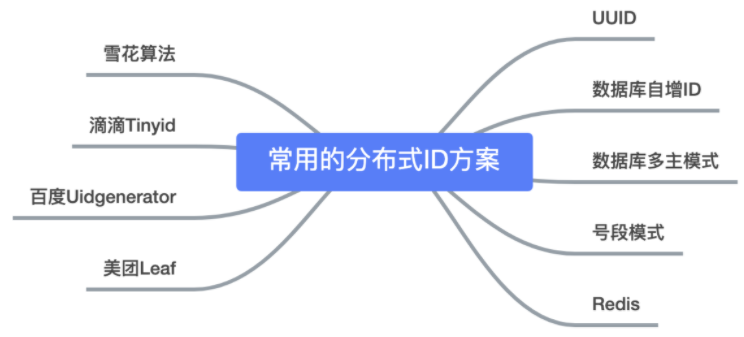 常用的分布式ID方案
UUID
数据库自增ID
数据库多主模式
号段模式
Redis
雪花算法
滴滴Tinyid
百度Uidgenerator
美团Leaf